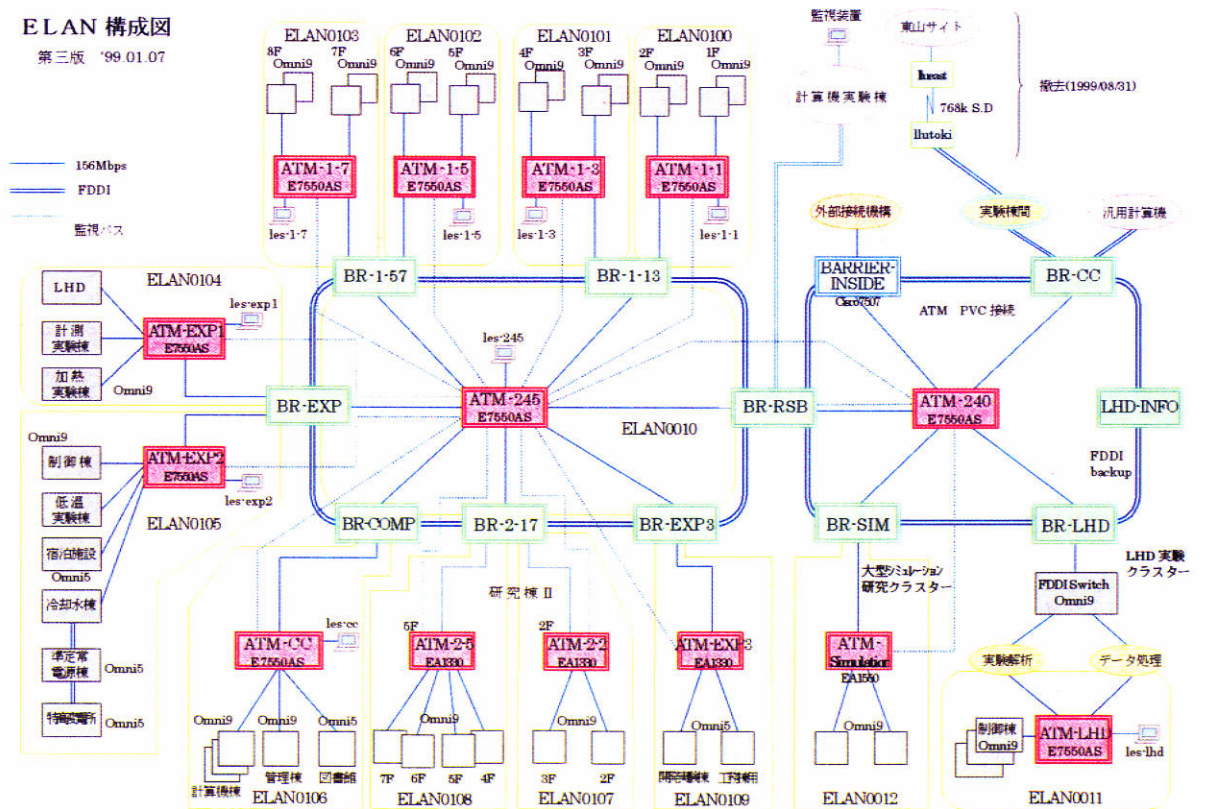 ELAN 構成図
第三版 '99.01.07
156Mbps
FDDI
監視パス
ELAN0103
8F
Omni9
7F
Omni9
ATM-1-7
E7550AS
les-1-7
ELAN0102
6F
Omni9
5F
Omni9
ATM-1-5
E7550AS
les-1-5
ELAN0101
4F
Omni9
3F
Omni9
ATM-1-3
E7550AS
les-1-3
ELAN0100
2F
Omni9
1F
Omni9
ATM-1-1
E7550AS
les-1-1
監視装置
計算機実験棟
東山サイト
768k S.D
撤去(1999/08/31)
外部接続機構
実験棟間
汎用計算機
BR-1-57
BR-1-13
BARRIER-
INSIDE
Cisco7507
BR-CC
ATM PVC 接続
ELAN0104
LHD
計測
実験棟
加熱
実験棟
Omni9
les-exp1
ATM-EXP1
E7550AS
les-245
BR-EXP
ATM-245
E7550AS
ELAN0010
BR-RSB
ATM-240
E7550AS
LHD-INFO
FDDI
backup
Omni9
制御棟
低温
実験棟
宿泊施設
Omni5
冷却水棟
準定常
電源棟
Omni5
Omni5
ATM-EXP2
E7550AS
les-exp2
ELAN0105
BR-COMP
BR-2-17
BR-EXP3
BR-SIM
BR-LHD
研究棟 II
大型シミュレーション
研究クラスター
LHD 実験
クラスター
FDDI Switch
Omni9
ATM-CC
E7550AS
les-cc
5F
ATM-2-5
EA1330
2F
ATM-2-2
EA1330
ATM-EXP3
EA1330
ATM-
Simulation
EA1550
実験解析
データ処理
Omni9
Omni9
Omni5
計算機棟
管理棟
図書館
ELAN0106
Omni9
7F
6F
5F
4F
ELAN0108
Omni9
3F
2F
ELAN0107
Omni5
ELAN0109
Omni9
ELAN0012
制御棟
Omni9
ATM-LHD
E7550AS
les-lhd
ELAN0011